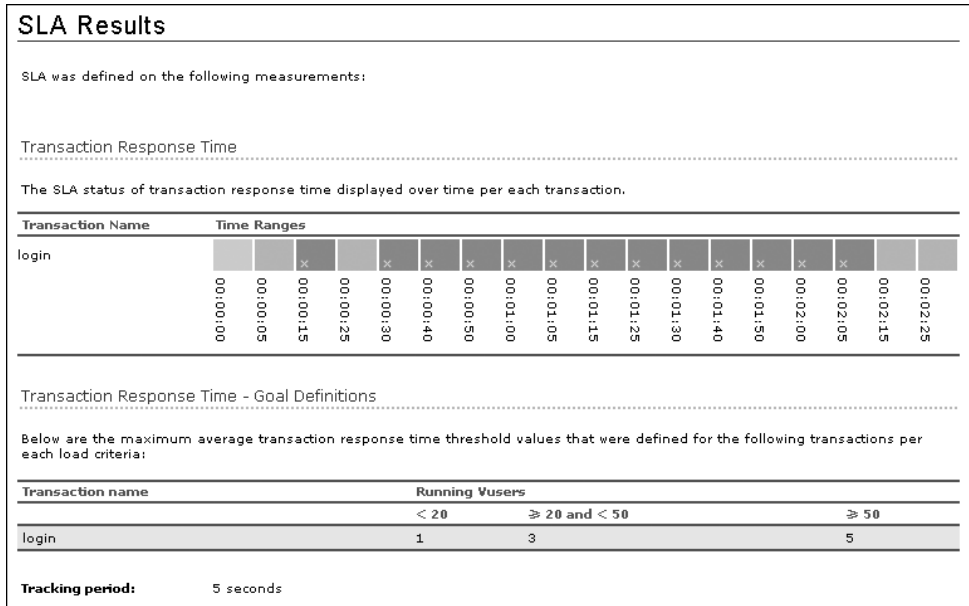 SLA Results
SLA was defined on the following measurements:
Transaction Response Time
The SLA status of transaction response time displayed over time per each transaction.
Transaction Name Time Ranges
login
00:00:00 00:00:05 00:00:15 00:00:25 00:00:30 00:00:40 00:00:50 00:01:00 00:01:05 00:01:15 00:01:25 00:01:30 00:01:40 00:01:50 00:02:00 00:02:05 00:02:15 00:02:25
Transaction Response Time - Goal Definitions
Below are the maximum average transaction response time threshold values that were defined for the following transactions per
each load criteria:
Transaction name Running Vusers
< 20 ≥ 20 and < 50 ≥ 50
login 1 3 5
Tracking period: 5 seconds